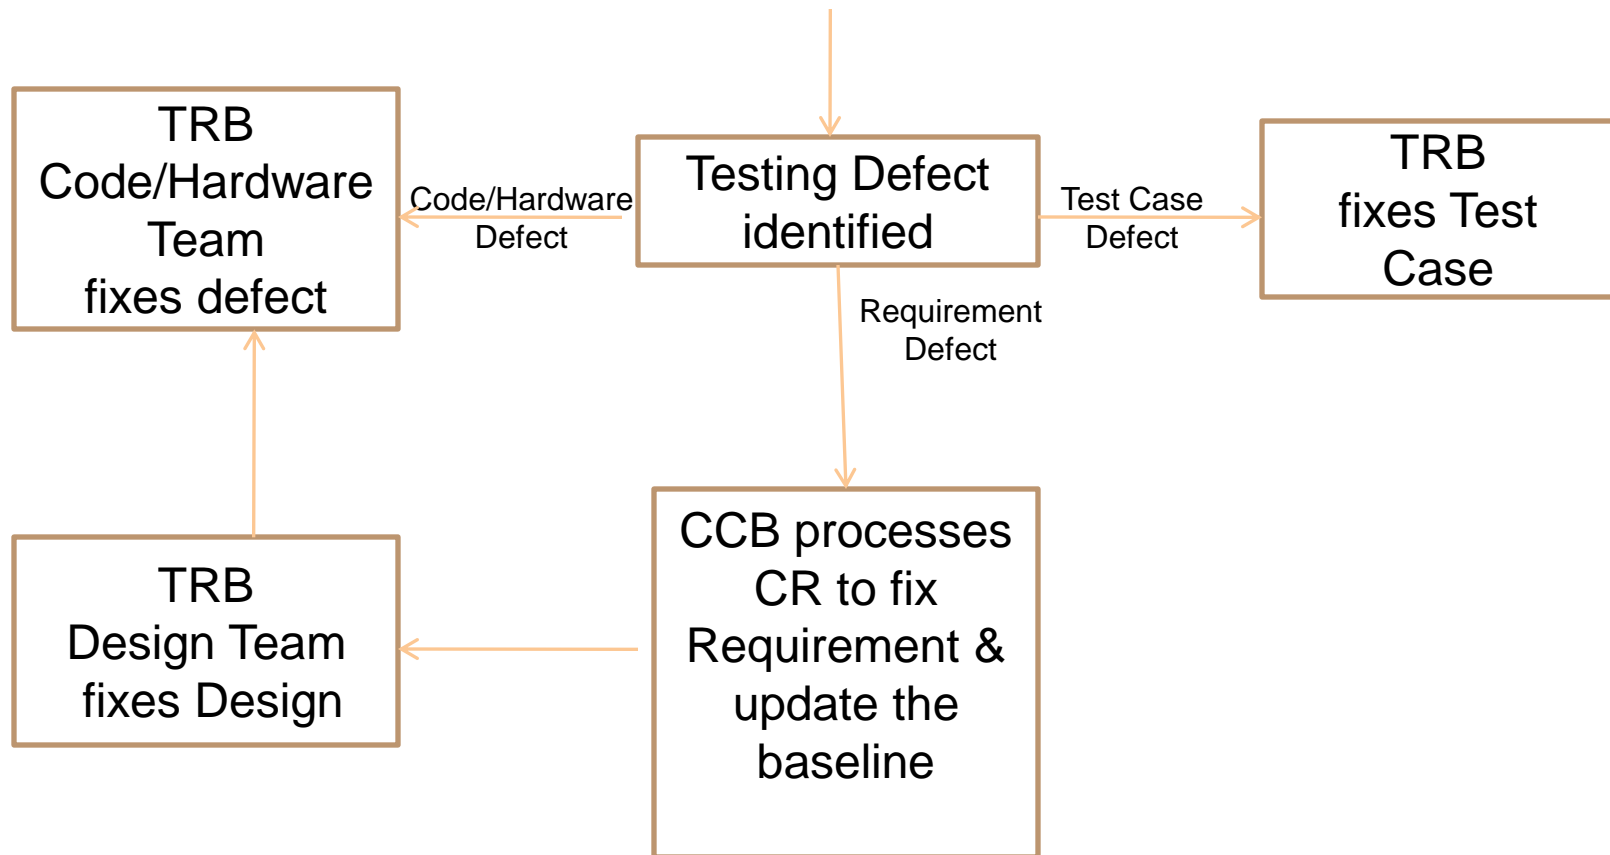 TRB
Code/Hardware
Team
fixes defect
Code/Hardware
Defect
Testing Defect
identified
Test Case
Defect
TRB
fixes Test
Case
Requirement
Defect
TRB
Design Team
fixes Design
CCB processes
CR to fix
Requirement &
update the
baseline